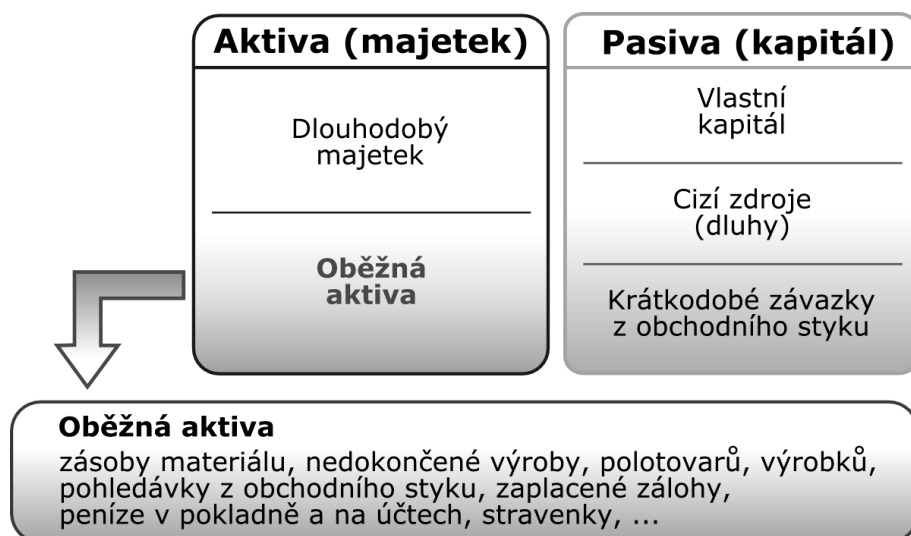 Aktiva (majetek)
Dlouhodobý
majetek
Oběžná
aktiva
Pasiva (kapitál)
Vlastní
kapitál
Cizí zdroje
(dluhy)
Krátkodobé závazky
z obchodního styku
Oběžná aktiva
zásoby materiálu, nedokončené výroby, polotovarů, výrobků,
pohledávky z obchodního styku, zaplacené zálohy,
peníze v pokladně a na účtech, stravenky, ...